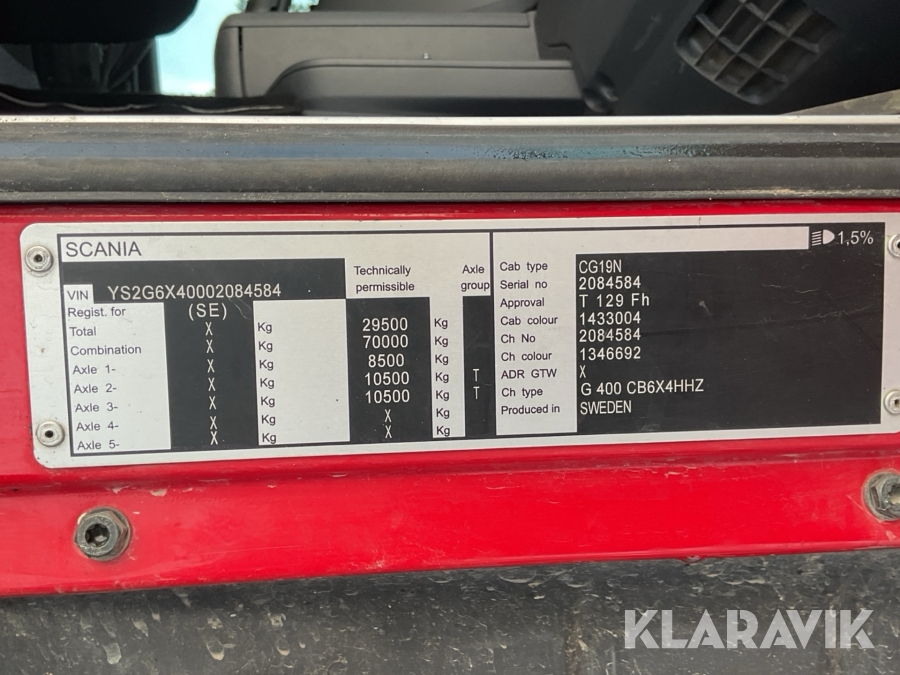 KLARAVIK
SCANIA
VIN YS2G6X40002084584
Technically permissible Axle group
Regist. for (SE)
Total X Kg 29500 Kg
Combination X Kg 70000 Kg
Axle 1- X Kg 8500 Kg
Axle 2- X Kg 10500 Kg T
Axle 3- X Kg 10500 Kg T
Axle 4- X Kg X Kg
Axle 5- X Kg X Kg
1,5%
Cab type CG19N
Serial no 2084584
Approval T 129 Fh
Cab colour 1433004
Ch No 2084584
Ch colour 1346692
ADR GTW X
Ch type G 400 CB6X4HHZ
Produced in SWEDEN
KLARAVIK